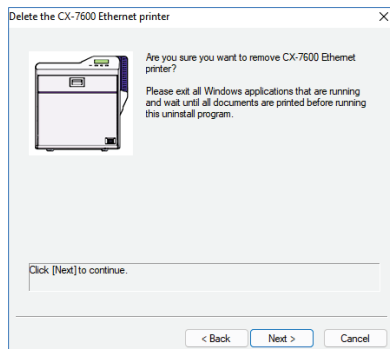 Delete the CX-7600 Ethernet printer
Are you sure you want to remove CX-7600 Ethernet
printer?
Please exit all Windows applications that are running
and wait until all documents are printed before running
this uninstall program.
Click [Next] to continue.
< Back
Next >
Cancel